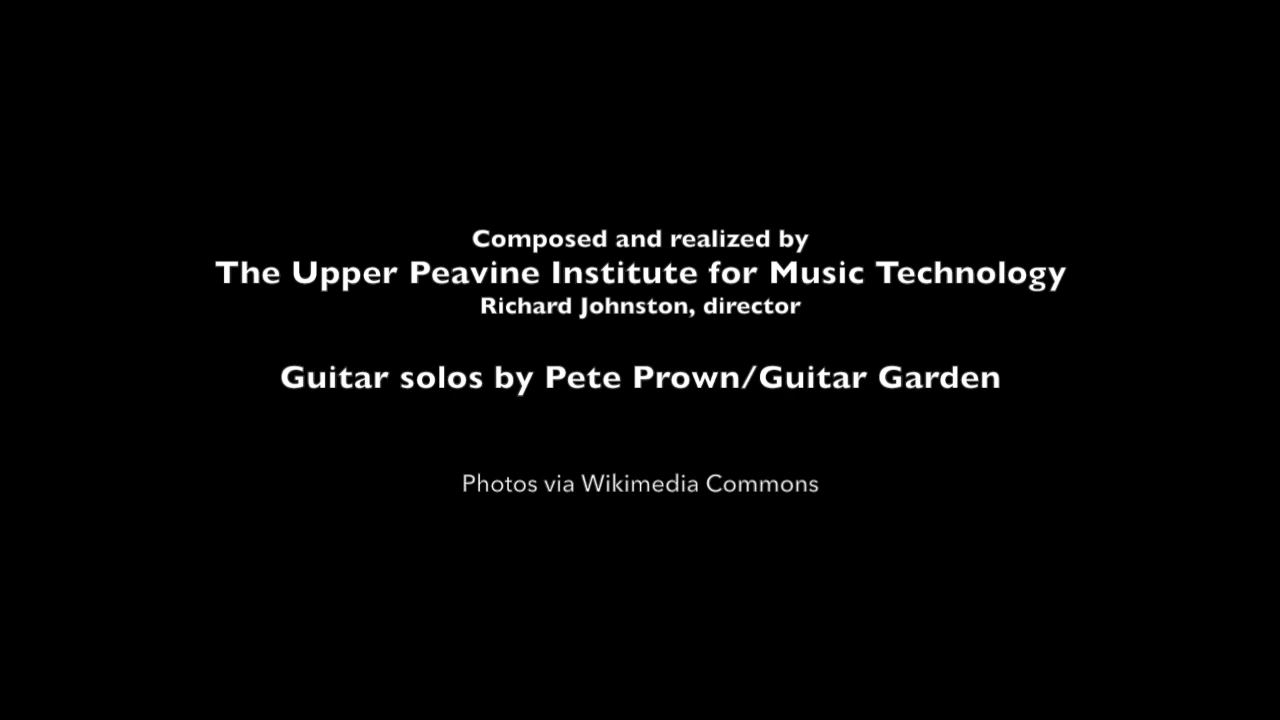 Composed and realized by
The Upper Peavine Institute for Music Technology
Richard Johnston, director
Guitar solos by Pete Prown/Guitar Garden
Photos via Wikimedia Commons